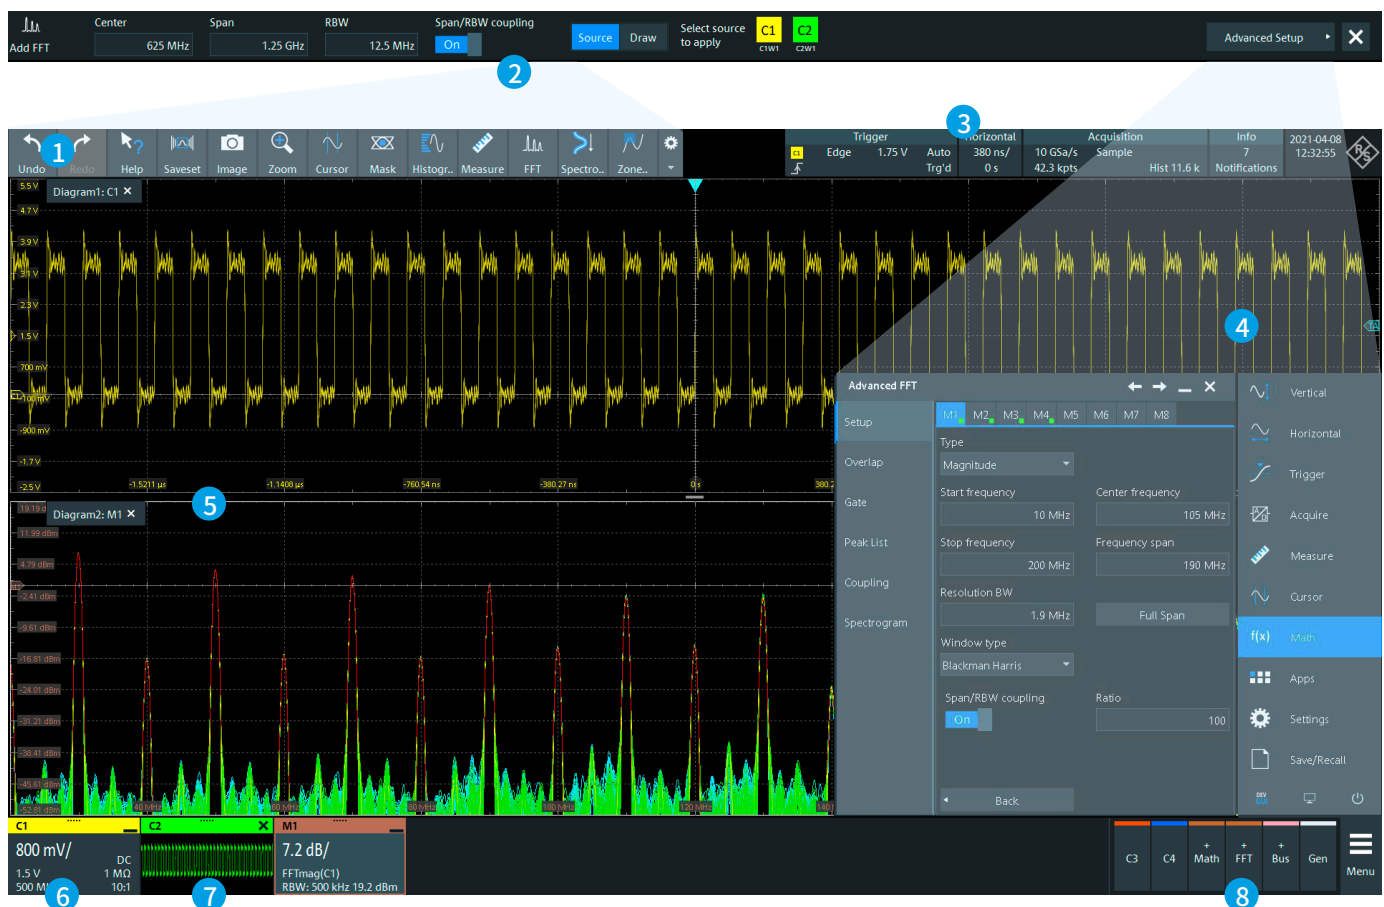 Center
Span
RBW
Span/RBW coupling
Add FFT
625 MHz
1.25 GHz
12.5 MHz
On
Source
Draw
Select source
to apply
C1
C2
C1W1
C2W1
Advanced Setup
2
1
Undo
Redo
Help
Saveset
Image
Zoom
Cursor
Mask
Histogr..
Measure
FFT
Spectro..
Zone..
3
Trigger
Horizontal
Acquisition
Info
2021-04-08
C1
Edge
1.75 V
Auto
380 ns/
10 GSa/s
Sample
7
12:32:55
Trg'd
0 s
42.3 kpts
Hist 11.6 k
Notifications
R&S
5.5 V
Diagram1: C1
4.7 V
3.9 V
3.1 V
2.3 V
1.5 V
700 mV
-100 mV
-900 mV
-1.7 V
-2.5 V
-1.5211 µs
-1.1408 µs
-760.54 ns
-380.27 ns
0 s
380.2
TA
4
5
19.19 d
Diagram2: M1
11.99 dBm
4.79 dBm
-2.41 dBm
-9.61 dBm
-16.81 dBm
-24.01 dBm
-31.21 dBm
-38.41 dBm
-45.61 dBm
-52.81 dBm
40 MHz
60 MHz
80 MHz
100 MHz
120 MHz
140
Advanced FFT
Setup
Overlap
Gate
Peak List
Coupling
Spectrogram
M1
M2
M3
M4
M5
M6
M7
M8
Type
Magnitude
Start frequency
Center frequency
10 MHz
105 MHz
Stop frequency
Frequency span
200 MHz
190 MHz
Resolution BW
1.9 MHz
Full Span
Window type
Blackman Harris
Span/RBW coupling
Ratio
On
100
Back
Vertical
Horizontal
Trigger
Acquire
Measure
Cursor
f(x)
Math
Apps
Settings
Save/Recall
DEV
GUI
C1
800 mV/
DC
1.5 V
1 MΩ
500 M
10:1
6
C2
7
M1
7.2 dB/
FFTmag(C1)
RBW: 500 kHz 19.2 dBm
C3
C4
+
Math
+
FFT
+
Bus
Gen
Menu
8